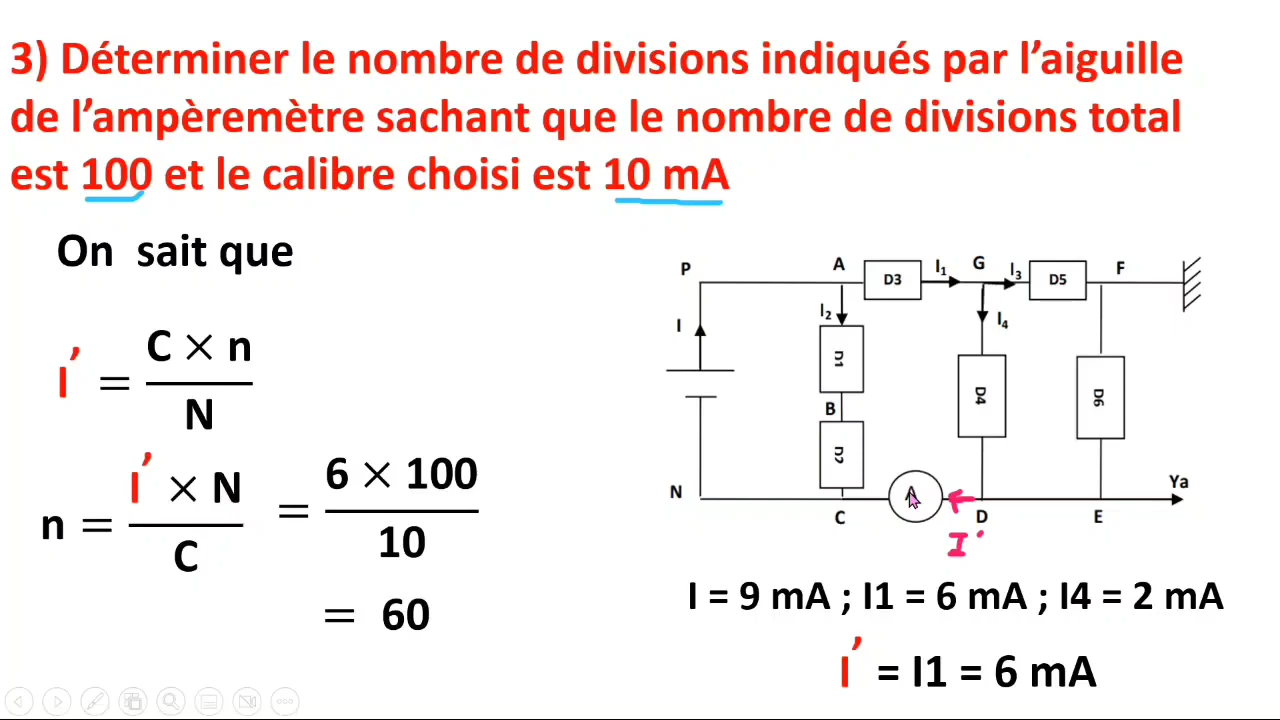 3) Déterminer le nombre de divisions indiqués par l’aiguille
de l’ampèremètre sachant que le nombre de divisions total
est 100 et le calibre choisi est 10 mA
On sait que
I’ = C × n / N
n = I’ × N / C = 6 × 100 / 10
= 60
P A D3 I1 G I3 D5 F
I I2 I4
D1
B D4 D6
D2
N A Ya
C D E
I'
I = 9 mA ; I1 = 6 mA ; I4 = 2 mA
I’ = I1 = 6 mA